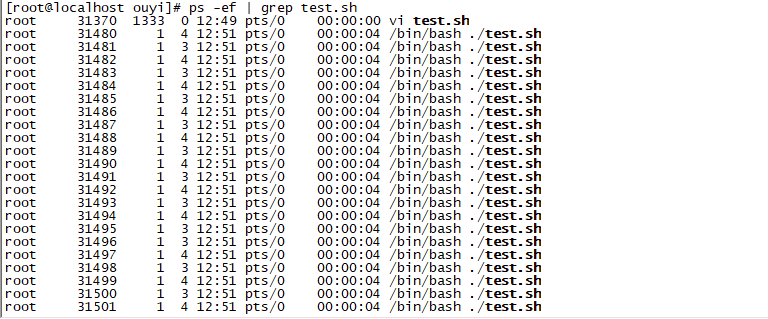 [root@localhost ouyi]# ps -ef | grep test.sh
root     31370  1333  0 12:49 pts/0    00:00:00 vi test.sh
root     31480     1  4 12:51 pts/0    00:00:04 /bin/bash ./test.sh
root     31481     1  3 12:51 pts/0    00:00:04 /bin/bash ./test.sh
root     31482     1  4 12:51 pts/0    00:00:04 /bin/bash ./test.sh
root     31483     1  3 12:51 pts/0    00:00:04 /bin/bash ./test.sh
root     31484     1  4 12:51 pts/0    00:00:04 /bin/bash ./test.sh
root     31485     1  3 12:51 pts/0    00:00:04 /bin/bash ./test.sh
root     31486     1  4 12:51 pts/0    00:00:04 /bin/bash ./test.sh
root     31487     1  3 12:51 pts/0    00:00:04 /bin/bash ./test.sh
root     31488     1  4 12:51 pts/0    00:00:04 /bin/bash ./test.sh
root     31489     1  3 12:51 pts/0    00:00:04 /bin/bash ./test.sh
root     31490     1  4 12:51 pts/0    00:00:04 /bin/bash ./test.sh
root     31491     1  3 12:51 pts/0    00:00:04 /bin/bash ./test.sh
root     31492     1  4 12:51 pts/0    00:00:04 /bin/bash ./test.sh
root     31493     1  3 12:51 pts/0    00:00:04 /bin/bash ./test.sh
root     31494     1  4 12:51 pts/0    00:00:04 /bin/bash ./test.sh
root     31495     1  3 12:51 pts/0    00:00:04 /bin/bash ./test.sh
root     31496     1  3 12:51 pts/0    00:00:04 /bin/bash ./test.sh
root     31497     1  4 12:51 pts/0    00:00:04 /bin/bash ./test.sh
root     31498     1  3 12:51 pts/0    00:00:04 /bin/bash ./test.sh
root     31499     1  4 12:51 pts/0    00:00:04 /bin/bash ./test.sh
root     31500     1  3 12:51 pts/0    00:00:04 /bin/bash ./test.sh
root     31501     1  4 12:51 pts/0    00:00:04 /bin/bash ./test.sh